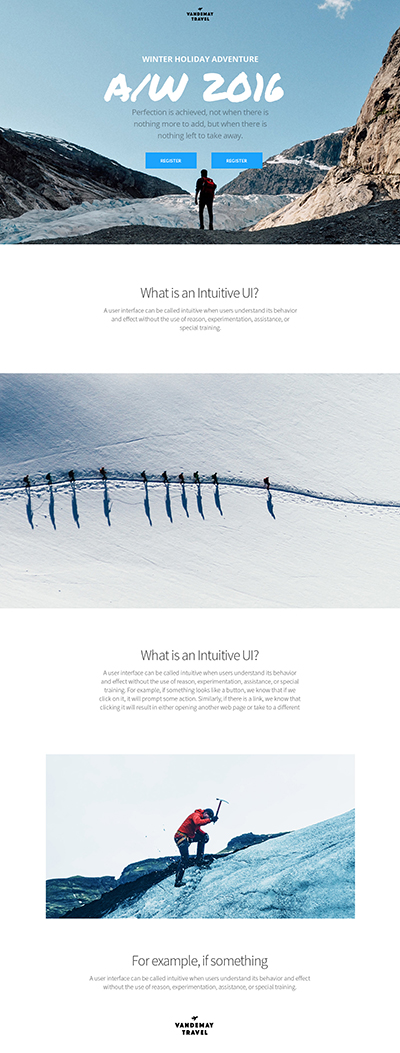 VANDEMAY
TRAVEL
WINTER HOLIDAY ADVENTURE
A/W 2016
Perfection is achieved, not when there is
nothing more to add, but when there is
nothing left to take away.
REGISTER REGISTER
What is an Intuitive UI?
A user interface can be called intuitive when users understand its behavior
and effect without the use of reason, experimentation, assistance, or
special training.
What is an Intuitive UI?
A user interface can be called intuitive when users understand its behavior
and effect without the use of reason, experimentation, assistance, or special
training. For example, if something looks like a button, we know that if we
click on it, it will prompt some action. Similarly, if there is a link, we know that
clicking it will result in either opening another web page or take to a different
For example, if something
A user interface can be called intuitive when users understand its behavior and effect
without the use of reason, experimentation, assistance, or special training.
VANDEMAY
TRAVEL